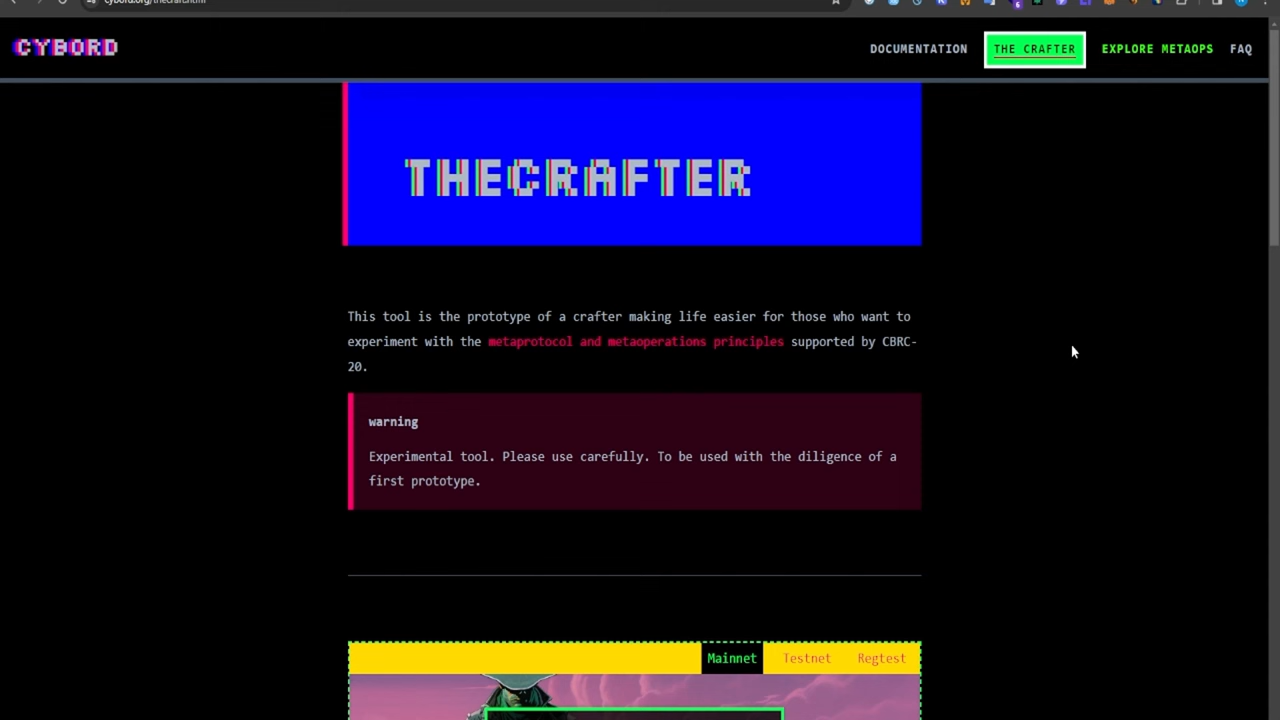 CYBORD
DOCUMENTATION
THE CRAFTER
EXPLORE METAOPS
FAQ
THECRAFTER
This tool is the prototype of a crafter making life easier for those who want to
experiment with the metaprotocol and metaoperations principles supported by CBRC-
20.
warning
Experimental tool. Please use carefully. To be used with the diligence of a
first prototype.
Mainnet
Testnet
Regtest